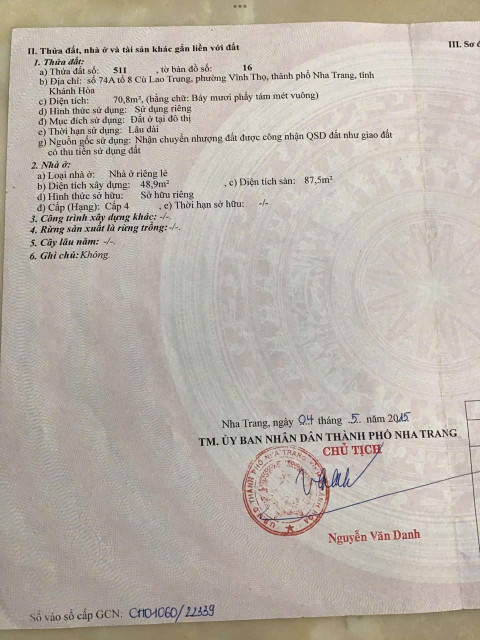 II. Thửa đất, nhà ở và tài sản khác gắn liền với đất
III. Sơ đ
1. Thửa đất:
a) Thửa đất số: 511 , tờ bản đồ số: 16
b) Địa chỉ: số 74A tổ 8 Cù Lao Trung, phường Vĩnh Thọ, thành phố Nha Trang, tỉnh
Khánh Hòa
c) Diện tích: 70,8m², (bằng chữ: Bảy mươi phẩy tám mét vuông)
d) Hình thức sử dụng: Sử dụng riêng
đ) Mục đích sử dụng: Đất ở tại đô thị
e) Thời hạn sử dụng: Lâu dài
g) Nguồn gốc sử dụng: Nhận chuyển nhượng đất được công nhận QSD đất như giao đất
có thu tiền sử dụng đất
2. Nhà ở:
a) Loại nhà ở: Nhà ở riêng lẻ
b) Diện tích xây dựng: 48,9m² , c) Diện tích sàn: 87,5m²
d) Hình thức sở hữu: Sở hữu riêng
đ) Cấp (Hạng): Cấp 4 , e) Thời hạn sở hữu: -/-
3. Công trình xây dựng khác: -/-.
4. Rừng sản xuất là rừng trồng: -/-.
5. Cây lâu năm: -/-.
6. Ghi chú: Không.
Nha Trang, ngày 04 tháng 5 năm 2015
TM. ỦY BAN NHÂN DÂN THÀNH PHỐ NHA TRANG
CHỦ TỊCH
Nguyễn Văn Danh
Số vào sổ cấp GCN: CH01060/22339